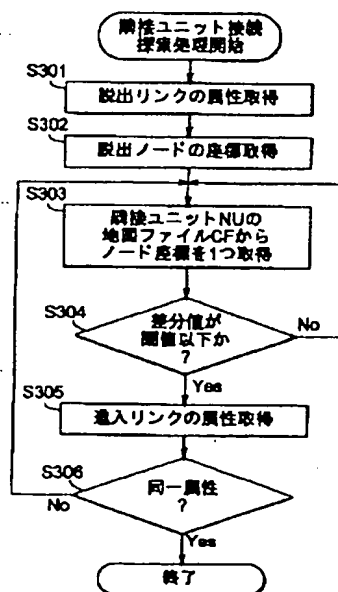 隣接ユニット接続
探索処理開始
S301
脱出リンクの属性取得
S302
脱出ノードの座標取得
S303
隣接ユニットNUの
地図ファイルCFから
ノード座標を1つ取得
S304
差分値が
閾値以下か
?
No
Yes
S305
進入リンクの属性取得
S306
同一属性
?
No
Yes
終了